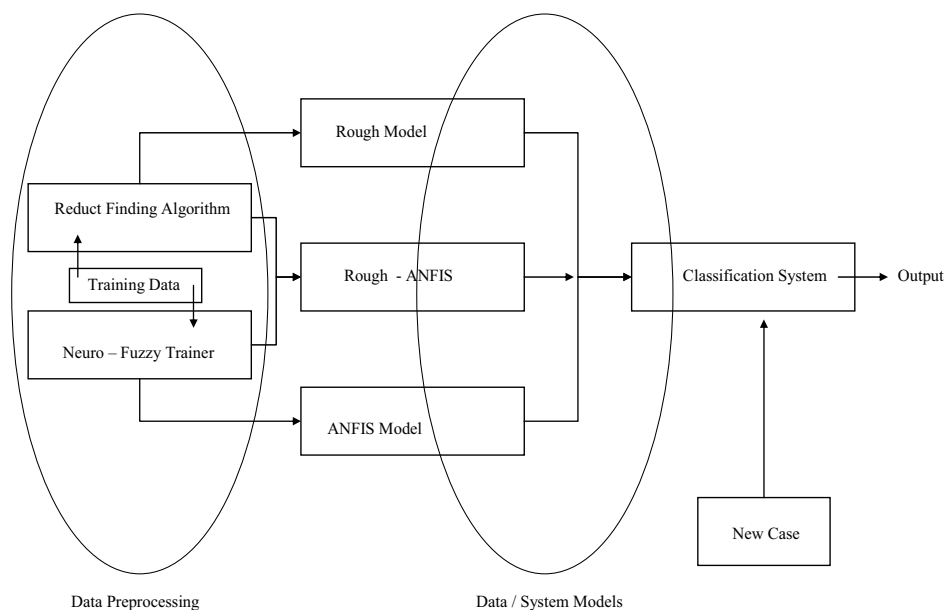 Rough Model
Reduct Finding Algorithm
Training Data
Rough - ANFIS
Classification System
Output
Neuro – Fuzzy Trainer
ANFIS Model
New Case
Data Preprocessing
Data / System Models